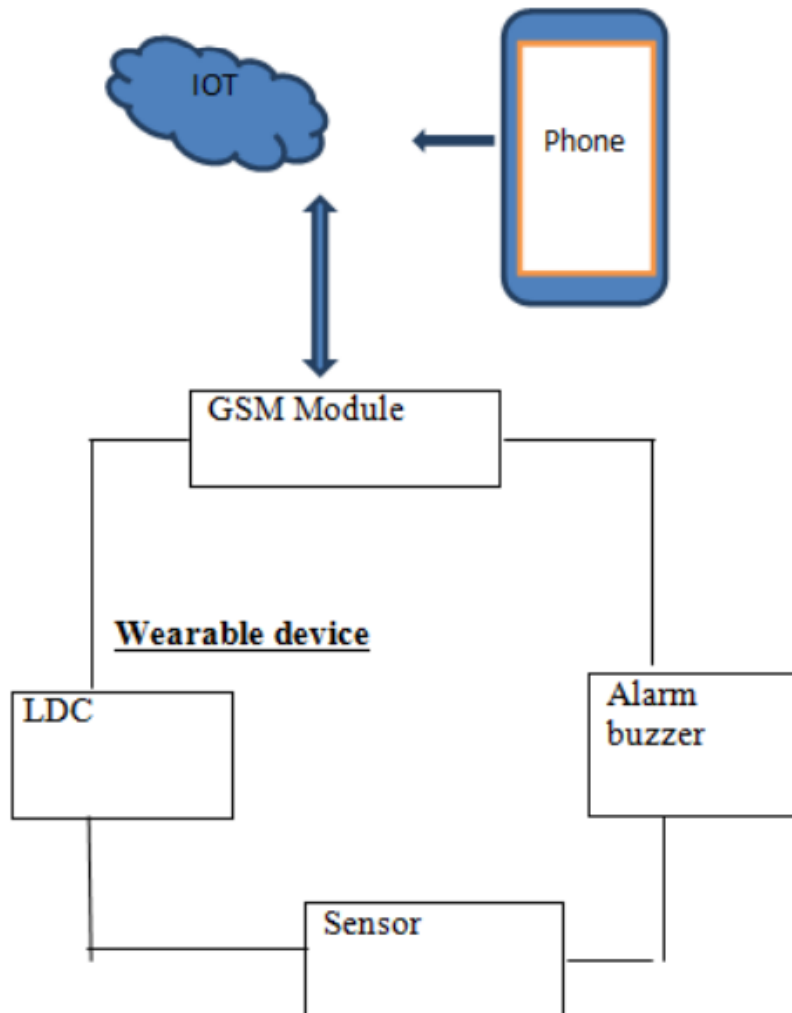 IOT
Phone
GSM Module
Wearable device
LDC
Alarm
buzzer
Sensor